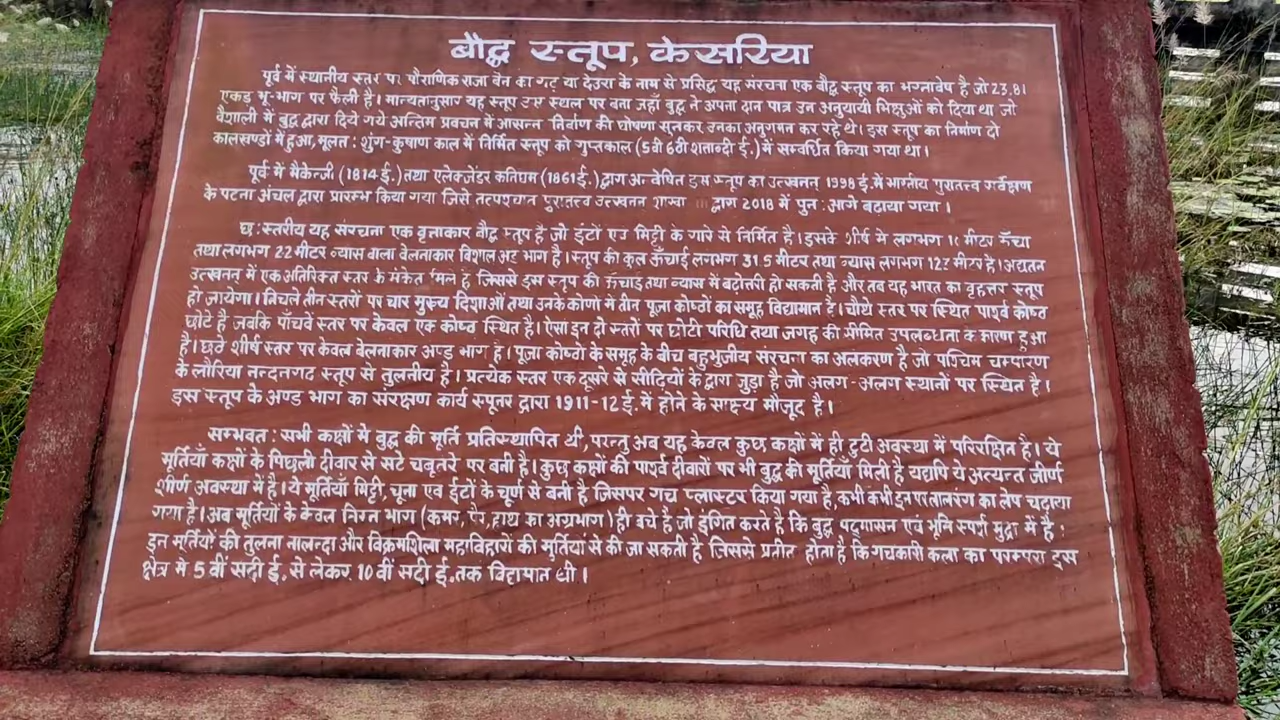 बौद्ध स्तूप, केसरिया
पूर्व में स्थानीय स्तर पर पौराणिक राजा बेन का गढ़ या देउरा के नाम से प्रसिद्ध यह संरचना एक बौद्ध स्तूप का भग्नावेष है जो 23.81
एकड़ भू-भाग पर फैली है। मान्यतानुसार यह स्तूप उस स्थल पर बना जहाँ बुद्ध ने अपना दान पात्र उन अनुयायी भिक्षुओं को दिया था जो
वैशाली में बुद्ध द्वारा दिये गये अन्तिम प्रवचन में आसन्न निर्वाण की घोषणा सुनकर उनका अनुगमन कर रहे थे। इस स्तूप का निर्माण दो
कालखण्डों में हुआ, मूलत: शुंग-कुषाण काल में निर्मित स्तूप को गुप्तकाल (5वी 6वी शताब्दी ई.) में सम्वर्धित किया गया था।
पूर्व में मैकेन्जी (1814 ई.) तथा एलेक्जेंडर कनिंघम (1861ई.) द्वारा अन्वेषित इस स्तूप का उत्खनन 1998 ई. में भारतीय पुरातत्त्व सर्वेक्षण
के पटना अंचल द्वारा प्रारम्भ किया गया जिसे तत्पश्चात पुरातत्त्व उत्खनन शाखा द्वारा 2018 में पुन: आगे बढ़ाया गया।
छ: स्तरीय यह संरचना एक वृत्ताकार बौद्ध स्तूप है जो ईंटों एवं मिट्टी के गारे से निर्मित है। इसके शीर्ष में लगभग मीटर ऊँचा
तथा लगभग 22 मीटर व्यास वाला बेलनाकार विशाल अंड भाग है। स्तूप की कुल ऊँचाई लगभग 31.5 मीटर तथा व्यास लगभग मीटर है। अद्यतन
उत्खनन में एक अतिरिक्त स्तर के संकेत मिले है जिससे इस स्तूप की ऊँचाई तथा व्यास में बढ़ोतरी हो सकती है और तब यह भारत का वृहत्तर स्तूप
हो जायेगा। निचले तीन स्तरों पर चार मुख्य दिशाओं तथा उनके कोणो में तीन पूजा कोष्ठों का समूह विद्यामान है। चौथे स्तर पर स्थित पार्श्व कोष्ठ
छोटे है जबकि पाँचवें स्तर पर केवल एक कोष्ठ स्थित है। ऐसा इन दो स्तरों पर छोटी परिधि तथा जगह की सीमित उपलब्धता के कारण हुआ
है। छठे शीर्ष स्तर पर केवल बेलनाकार अण्ड भाग है। पूजा कोष्ठो के समूह के बीच बहुभुजीय संरचना का अलंकरण है जो पश्चिम चम्पारण
के लौरिया नन्दनगढ़ स्तूप से तुलनीय है। प्रत्येक स्तर एक दूसरे से सीढ़ियों के द्वारा जुड़ा है जो अलग-अलग स्थानों पर स्थित है।
इस स्तूप के अण्ड भाग का संरक्षण कार्य स्पूनर द्वारा 1911-12 ई. में होने के साक्ष्य मौजूद है।
सम्भवत: सभी कक्षों में बुद्ध की मूर्ति प्रतिस्थापित थी, परन्तु अब यह केवल कुछ कक्षों में ही टुटी अवस्था में परिरक्षित है। ये
मूर्तियाँ कक्षों के पिछली दीवार से सटे चबूतरे पर बनी है। कुछ कक्षों की पार्श्व दीवारों पर भी बुद्ध की मूर्तियाँ मिली है यद्यपि ये अत्यन्त जीर्ण
शीर्ण अवस्था में है। ये मूर्तियाँ मिट्टी, चूना एवं ईटों के चूर्ण से बनी है जिसपर गच प्लास्टर किया गया है, कभी कभी इन पर लाल रंग का लेप चढ़ाया
गया है। अब मूर्तियों के केवल निम्न भाग (कमर, पैर, हाथ का अग्रभाग) ही बचे है जो इंगित करते है कि बुद्ध पद्मासन एवं भूमि स्पर्श मुद्रा में है:
इन मूर्तियों की तुलना नालन्दा और विक्रमशिला महाविहारों की मूर्तियां से की जा सकती है जिससे प्रतीत होता है कि गचकारी कला का परम्परा इस
क्षेत्र में 5 वीं सदी ई. से लेकर 10 वीं सदी ई. तक विद्यमान थी।